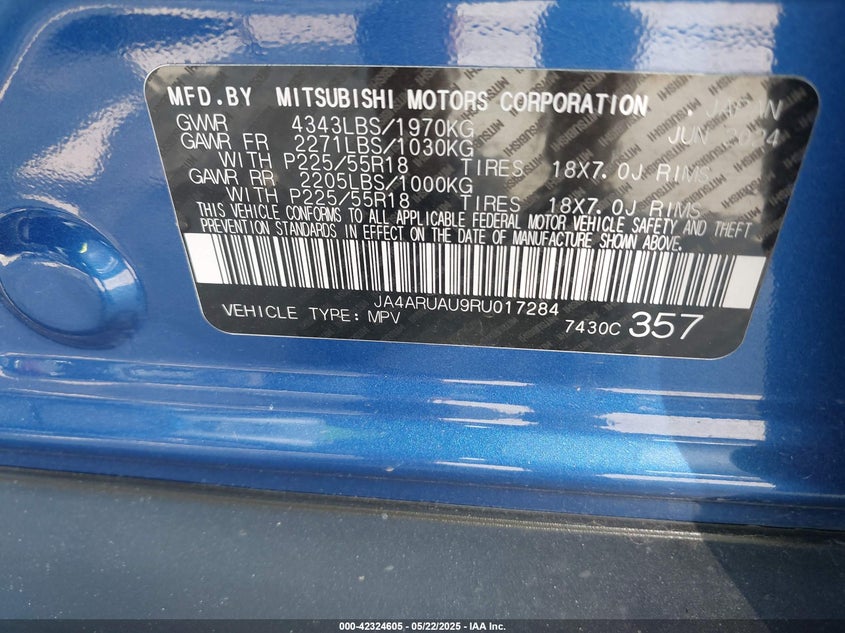 MFD.BY MITSUBISHI MOTORS CORPORATION JAPAN
GVWR 4343LBS/1970KG JUN 2024
GAWR FR 2271LBS/1030KG
WITH P225/55R18 TIRES 18X7.0J RIMS
GAWR RR 2205LBS/1000KG
WITH P225/55R18 TIRES 18X7.0J RIMS
THIS VEHICLE CONFORMS TO ALL APPLICABLE FEDERAL MOTOR VEHICLE SAFETY AND THEFT
PREVENTION STANDARDS IN EFFECT ON THE DATE OF MANUFACTURE SHOWN ABOVE.
JA4ARUAU9RU017284
VEHICLE TYPE: MPV
7430C 357
000-42324605 - 05/22/2025 - IAA Inc.